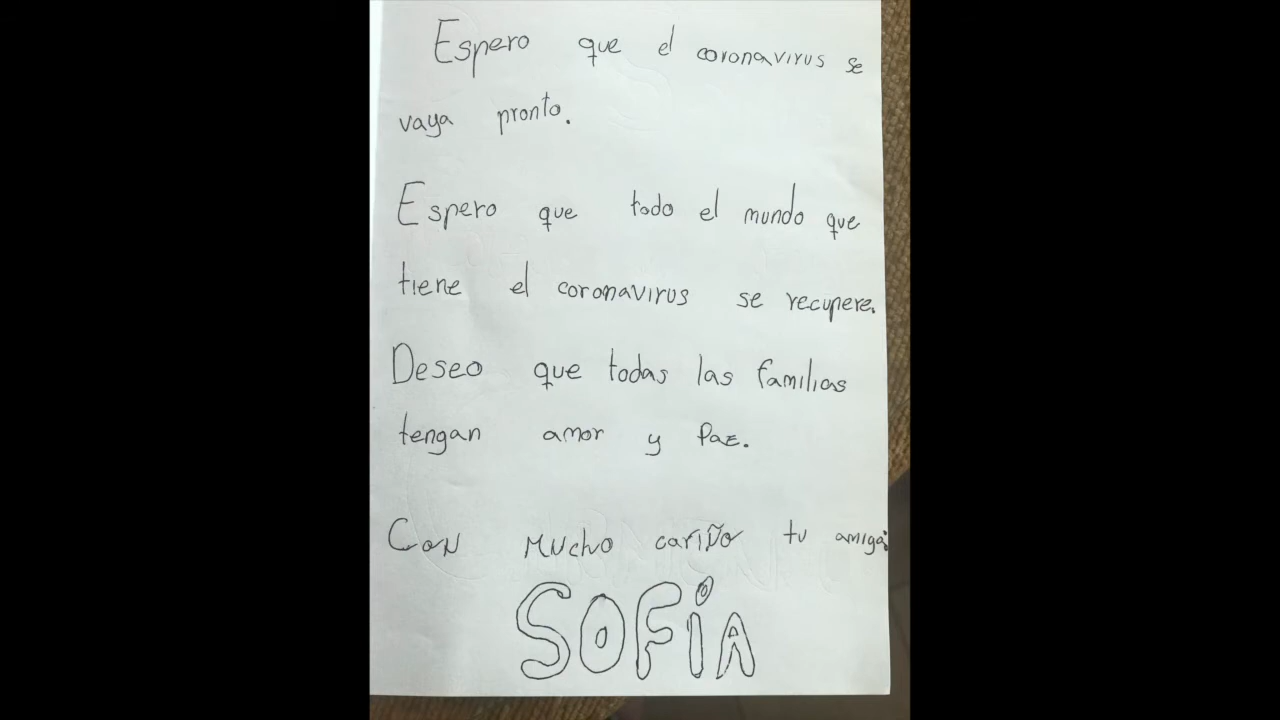 Espero que el coronavirus se
vaya pronto.
Espero que todo el mundo que
tiene el coronavirus se recupere.
Deseo que todas las familias
tengan amor y Paz.
Con mucho cariño tu amiga:
SOFíA